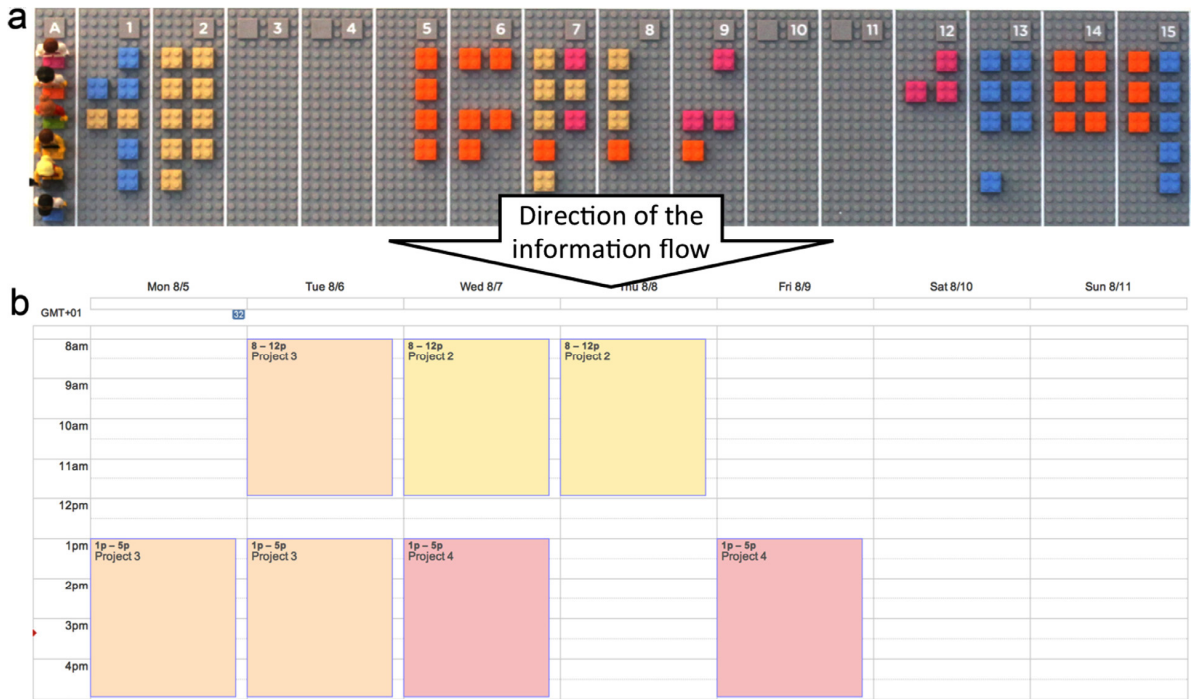 a
A 1 2 3 4 5 6 7 8 9 10 11 12 13 14 15
Direction of the
information flow
b
Mon 8/5 Tue 8/6 Wed 8/7 Thu 8/8 Fri 8/9 Sat 8/10 Sun 8/11
GMT+01 32
8am 8 – 12p 8 – 12p 8 – 12p
Project 3 Project 2 Project 2
9am
10am
11am
12pm
1pm 1p – 5p 1p – 5p 1p – 5p 1p – 5p
Project 3 Project 3 Project 4 Project 4
2pm
3pm
4pm